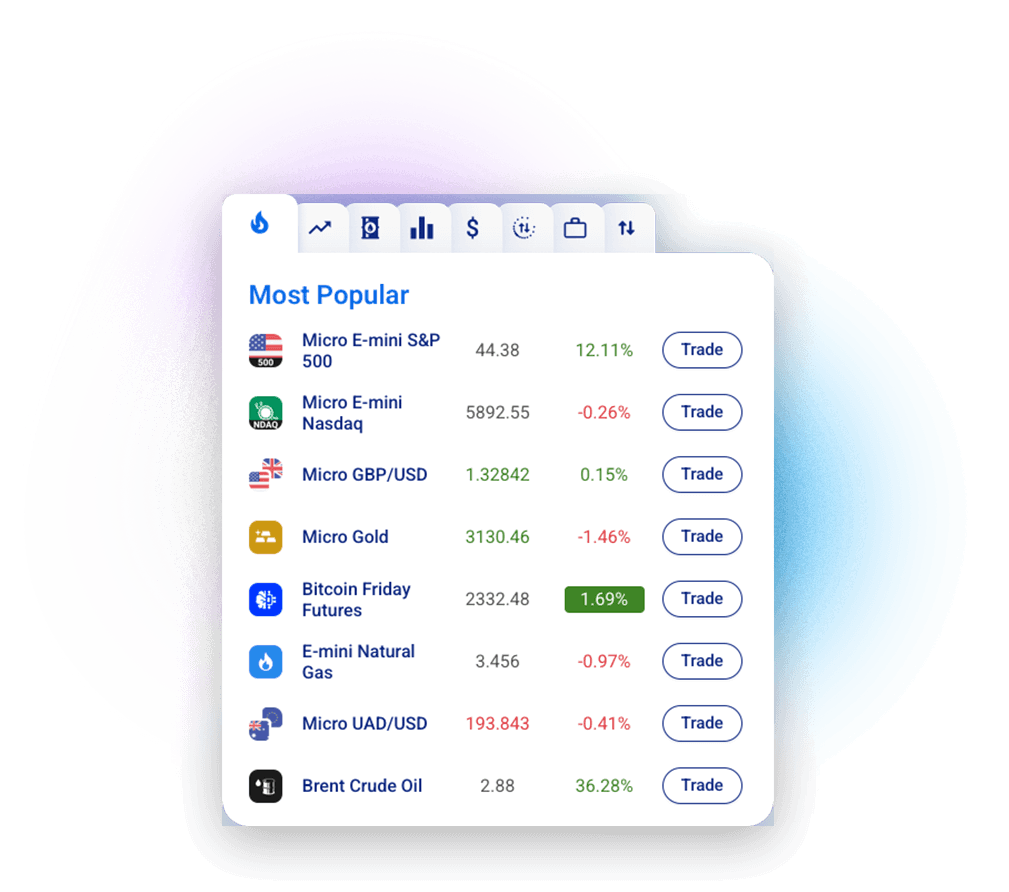 Most Popular
500
Micro E-mini S&P
500
44.38
12.11%
Trade
NDAQ
Micro E-mini
Nasdaq
5892.55
-0.26%
Trade
Micro GBP/USD
1.32842
0.15%
Trade
Micro Gold
3130.46
-1.46%
Trade
Bitcoin Friday
Futures
2332.48
1.69%
Trade
E-mini Natural
Gas
3.456
-0.97%
Trade
Micro UAD/USD
193.843
-0.41%
Trade
Brent Crude Oil
2.88
36.28%
Trade